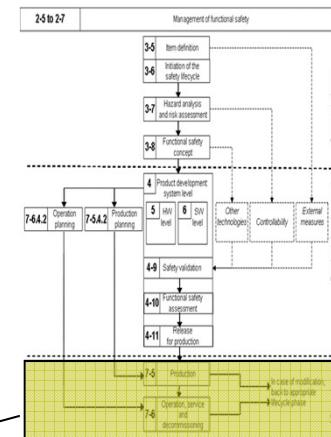 2-5 to 2-7 Management of functional safety
3-5 Item definition
3-6 Initiation of the
safety lifecycle
3-7 Hazard analysis
and risk assessment
3-8 Functional safety
concept
4 Product development
system level
5 HW
level
6 SW
level
7-6.4.2 Operation
planning
7-5.4.2 Production
planning
Other
technologies
Controllability
External
measures
4-9 Safety validation
4-10 Functional safety
assessment
4-11 Release
for production
7-5 Production
7-6 Operation, service
and
decommissioning
In case of modification,
back to appropriate
lifecycle phase